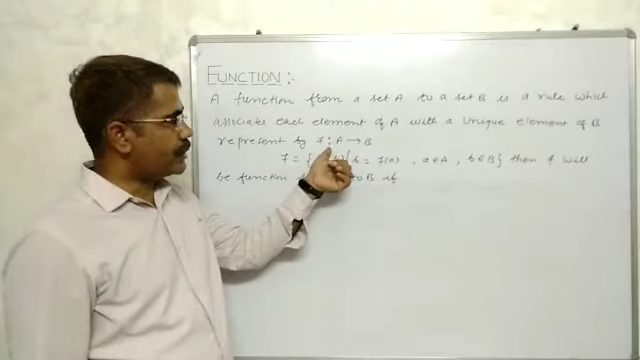 FUNCTION :-
A function from a set A to a set B is a rule which
associates each element of A with a unique element of B
represent by f : A → B
f = { b = f(a) , a ∈ A , b ∈ B } then f will
be function to B if